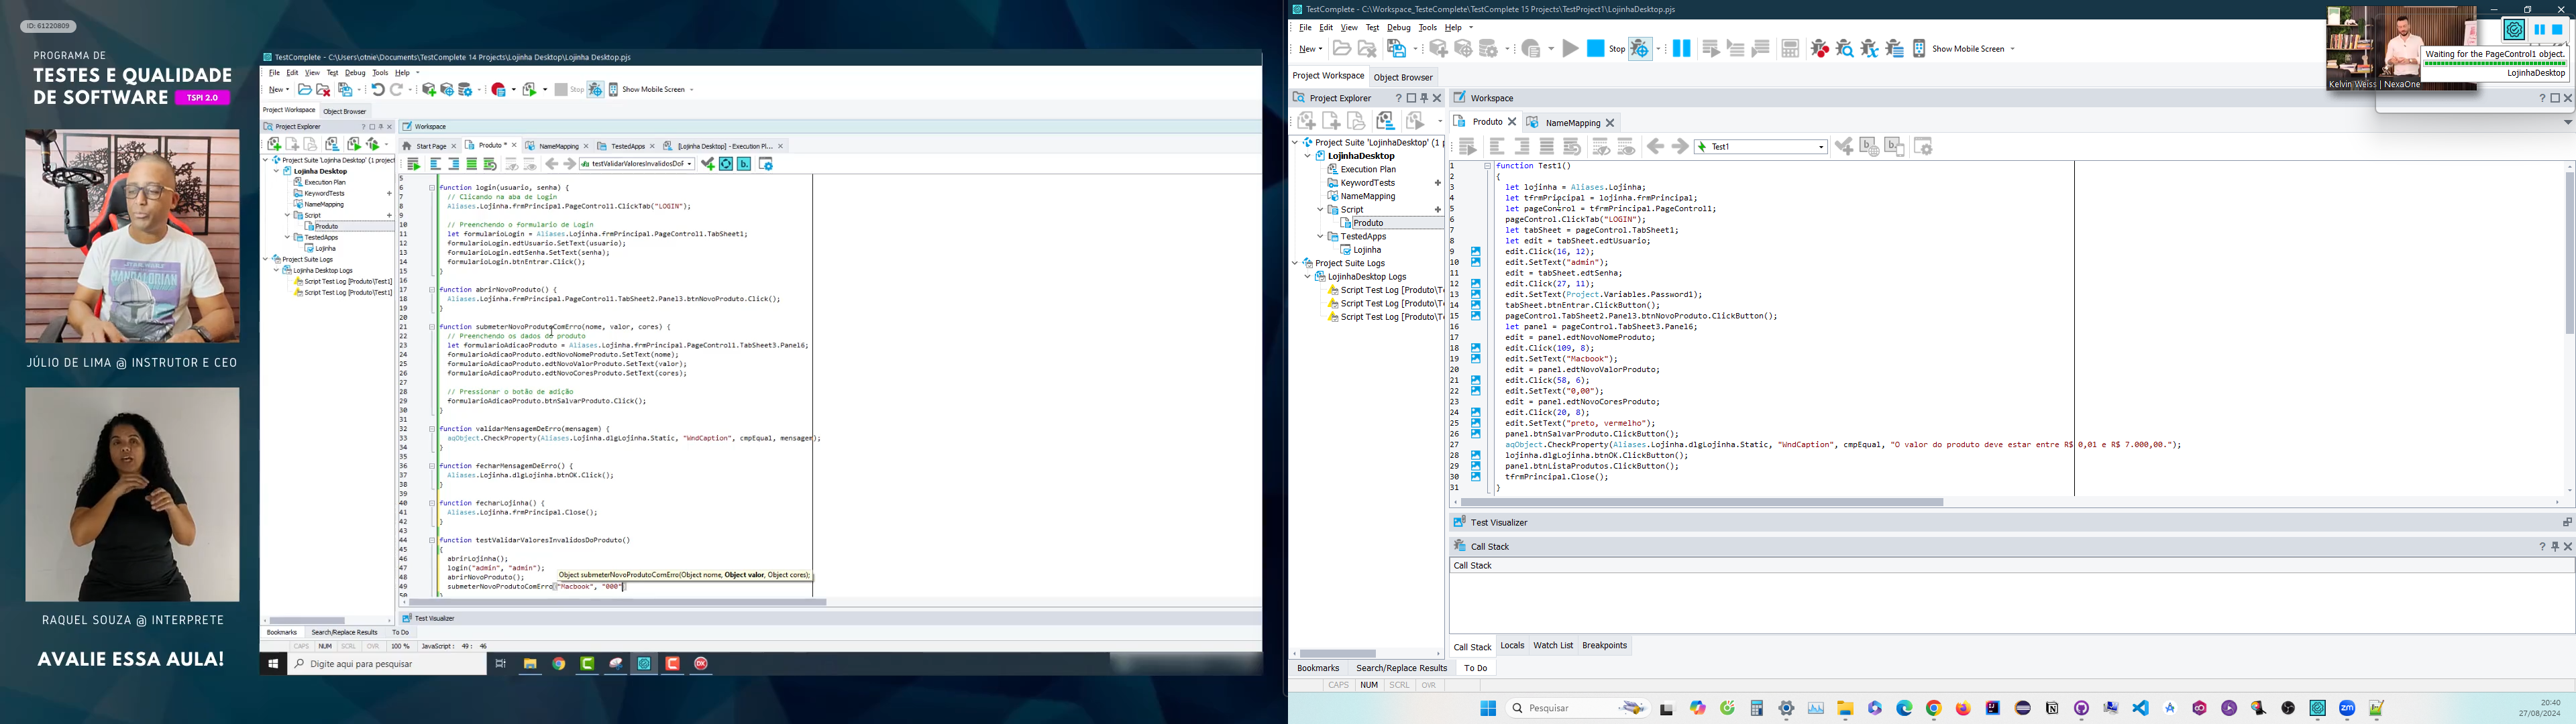 ID: 61220809
PROGRAMA DE
TESTES E QUALIDADE
DE SOFTWARE TSPI 2.0
JÚLIO DE LIMA @ INSTRUTOR E CEO
RAQUEL SOUZA @ INTERPRETE
AVALIE ESSA AULA!
TestComplete - C:\Users\otnie\Documents\TestComplete 14 Projects\Lojinha Desktop\Lojinha Desktop.pjs
File Edit View Test Debug Tools Help
New Stop Show Mobile Screen
Project Workspace Object Browser
Project Explorer
Project Suite 'Lojinha Desktop' (1 project
Lojinha Desktop
Execution Plan
KeywordTests
NameMapping
Script
Produto
TestedApps
Lojinha
Project Suite Logs
Lojinha Desktop Logs
Script Test Log [Produto\Test1]
Script Test Log [Produto\Test1]
Workspace
Start Page Produto * NameMapping TestedApps [Lojinha Desktop] - Execution Pl...
testValidarValoresInvalidosDoF
5
6 function login(usuario, senha) {
7 // Clicando na aba de Login
8 Aliases.Lojinha.frmPrincipal.PageControl1.ClickTab("LOGIN");
9
10 // Preenchendo o formulario de Login
11 let formularioLogin = Aliases.Lojinha.frmPrincipal.PageControl1.TabSheet1;
12 formularioLogin.edtUsuario.SetText(usuario);
13 formularioLogin.edtSenha.SetText(senha);
14 formularioLogin.btnEntrar.Click();
15 }
16
17 function abrirNovoProduto() {
18 Aliases.Lojinha.frmPrincipal.PageControl1.TabSheet2.Panel3.btnNovoProduto.Click();
19 }
20
21 function submeterNovoProdutoComErro(nome, valor, cores) {
22 // Preenchendo os dados do produto
23 let formularioAdicaoProduto = Aliases.Lojinha.frmPrincipal.PageControl1.TabSheet3.Panel6;
24 formularioAdicaoProduto.edtNovoNomeProduto.SetText(nome);
25 formularioAdicaoProduto.edtNovoValorProduto.SetText(valor);
26 formularioAdicaoProduto.edtNovoCoresProduto.SetText(cores);
27
28 // Pressionar o botão de adição
29 formularioAdicaoProduto.btnSalvarProduto.Click();
30 }
31
32 function validarMensagemDeErro(mensagem) {
33 aqObject.CheckProperty(Aliases.Lojinha.dlgLojinha.Static, "WndCaption", cmpEqual, mensagem);
34 }
35
36 function fecharMensagemDeErro() {
37 Aliases.Lojinha.dlgLojinha.btnOK.Click();
38 }
39
40 function fecharLojinha() {
41 Aliases.Lojinha.frmPrincipal.Close();
42 }
43
44 function testValidarValoresInvalidosDoProduto()
45 {
46 abrirLojinha();
47 login("admin", "admin");
Object submeterNovoProdutoComErro(Object nome, Object valor, Object cores);
48 abrirNovoProduto();
49 submeterNovoProdutoComErro("Macbook", "000"
50 }
Test Visualizer
Bookmarks Search/Replace Results To Do
CAPS NUM SCRL OVR 100 % JavaScript : 49 : 46
Digite aqui para pesquisar
TestComplete - C:\Workspace_TesteComplete\TestComplete 15 Projects\TestProject1\LojinhaDesktop.pjs
File Edit View Test Debug Tools Help
New Stop Show Mobile Screen
Kelvin Weiss | NexaOne
Waiting for the PageControl1 object.
LojinhaDesktop
Project Workspace Object Browser
Project Explorer
Project Suite 'LojinhaDesktop' (1 p
LojinhaDesktop
Execution Plan
KeywordTests
NameMapping
Script
Produto
TestedApps
Lojinha
Project Suite Logs
LojinhaDesktop Logs
Script Test Log [Produto\Te
Script Test Log [Produto\Te
Script Test Log [Produto\Te
Workspace
Produto NameMapping
Test1
1 function Test1()
2 {
3 let lojinha = Aliases.Lojinha;
4 let tfrmPrincipal = lojinha.frmPrincipal;
5 let pageControl = tfrmPrincipal.PageControl1;
6 pageControl.ClickTab("LOGIN");
7 let tabSheet = pageControl.TabSheet1;
8 let edit = tabSheet.edtUsuario;
9 edit.Click(16, 12);
10 edit.SetText("admin");
11 edit = tabSheet.edtSenha;
12 edit.Click(27, 11);
13 edit.SetText(Project.Variables.Password1);
14 tabSheet.btnEntrar.ClickButton();
15 pageControl.TabSheet2.Panel3.btnNovoProduto.ClickButton();
16 let panel = pageControl.TabSheet3.Panel6;
17 edit = panel.edtNovoNomeProduto;
18 edit.Click(109, 8);
19 edit.SetText("Macbook");
20 edit = panel.edtNovoValorProduto;
21 edit.Click(58, 6);
22 edit.SetText("0,00");
23 edit = panel.edtNovoCoresProduto;
24 edit.Click(20, 8);
25 edit.SetText("preto, vermelho");
26 panel.btnSalvarProduto.ClickButton();
27 aqObject.CheckProperty(Aliases.Lojinha.dlgLojinha.Static, "WndCaption", cmpEqual, "O valor do produto deve estar entre R$ 0,01 e R$ 7.000,00.");
28 lojinha.dlgLojinha.btnOK.ClickButton();
29 panel.btnListaProdutos.ClickButton();
30 tfrmPrincipal.Close();
31 }
Test Visualizer
Call Stack
Call Stack
Call Stack Locals Watch List Breakpoints
Bookmarks Search/Replace Results To Do
CAPS NUM SCRL OVR
Pesquisar
20:40
27/08/2024